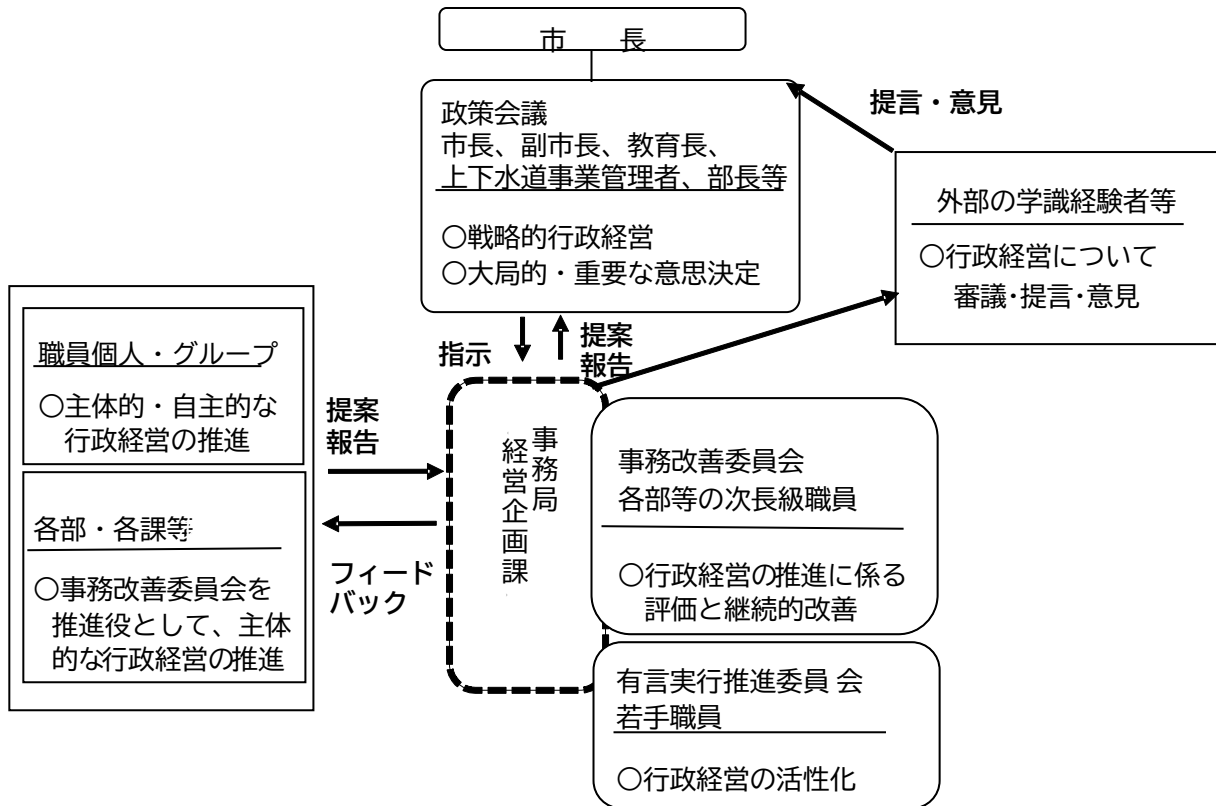 市　長
政策会議
市長、副市長、教育長、
上下水道事業管理者、部長等
○戦略的行政経営
○大局的・重要な意思決定
提言・意見
外部の学識経験者等
○行政経営について
審議・提言・意見
指示
提案
報告
職員個人・グループ
○主体的・自主的な
行政経営の推進
各部・各課等
○事務改善委員会を
推進役として、主体
的な行政経営の推進
提案
報告
フィード
バック
事務局
経営企画課
事務改善委員会
各部等の次長級職員
○行政経営の推進に係る
評価と継続的改善
有言実行推進委員 会
若手職員
○行政経営の活性化